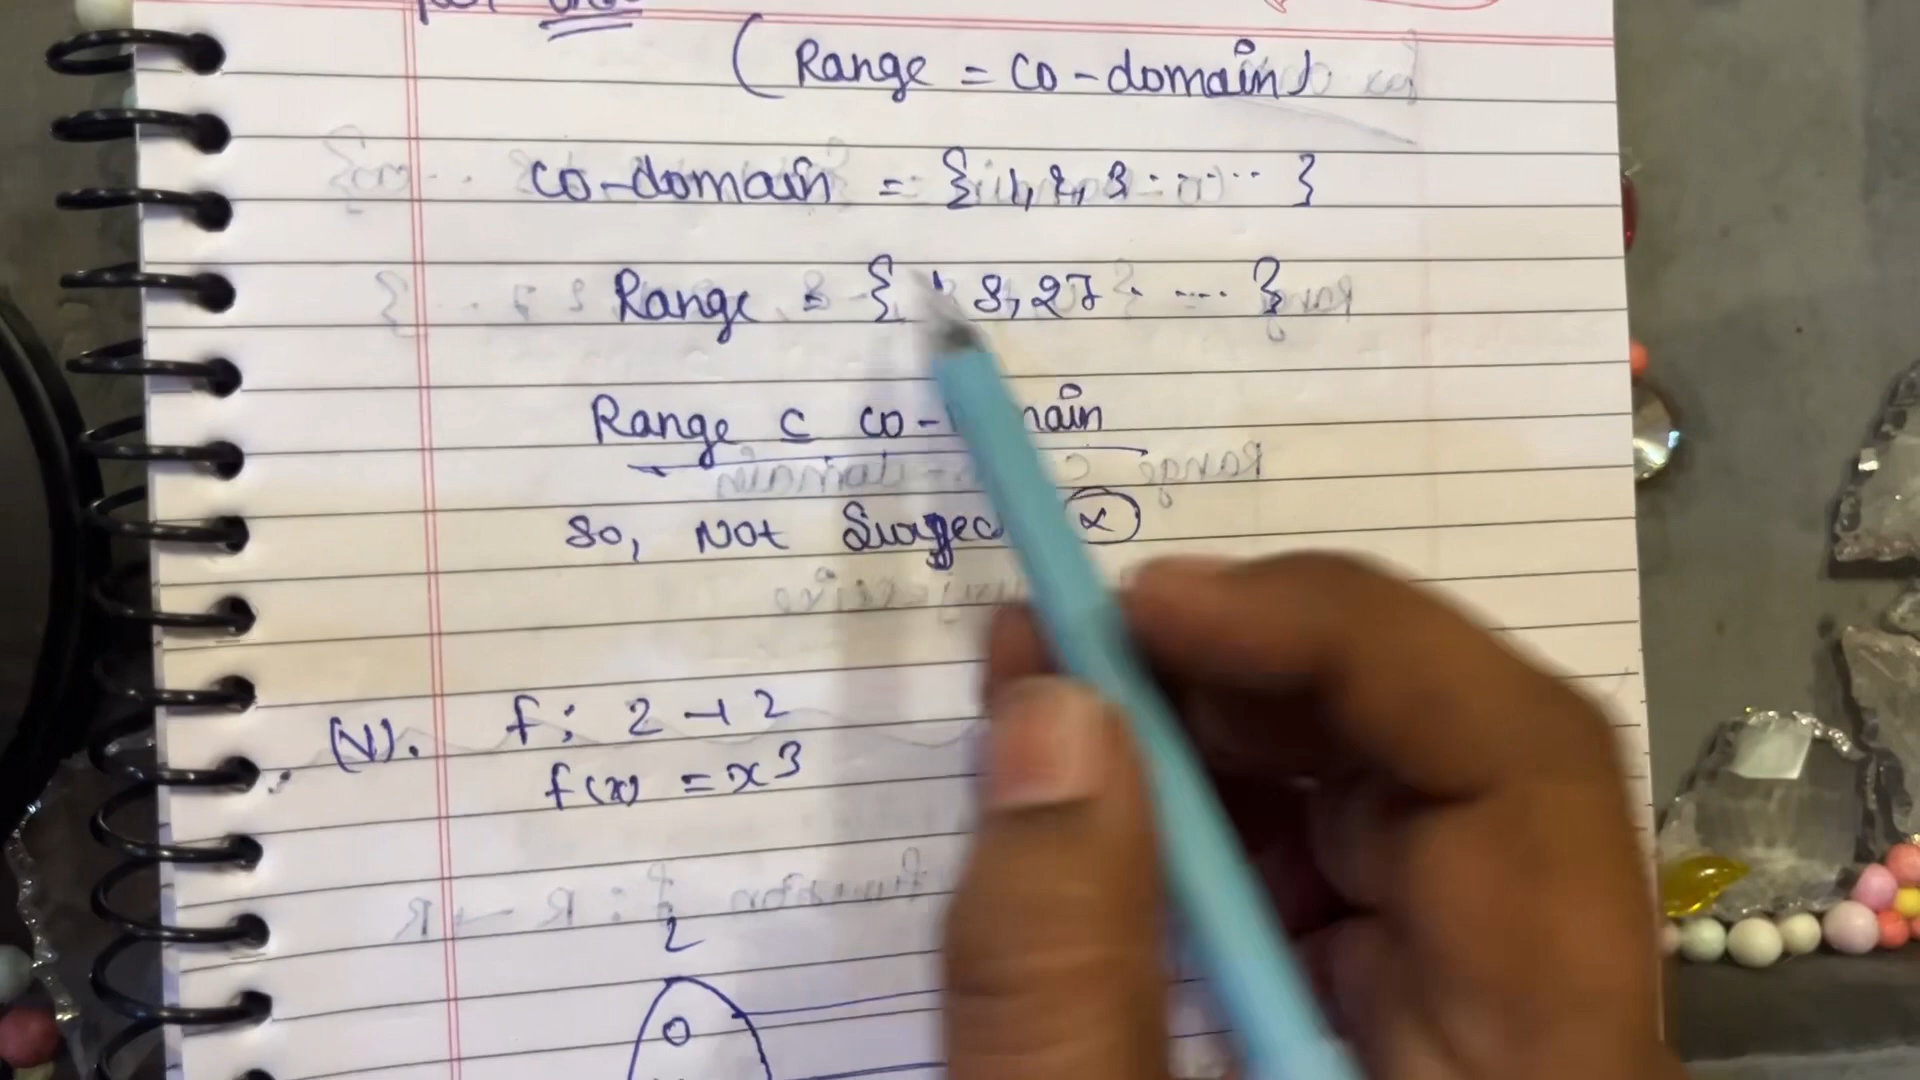 (Range = co-domain)
co-domain = { 1, 2, 3 ...... }
Range = { 1, 8, 27 ..... }
Range ⊂ co-domain
So, Not Surjec
(V). f : Z → Z
f(x) = x³
Z
0